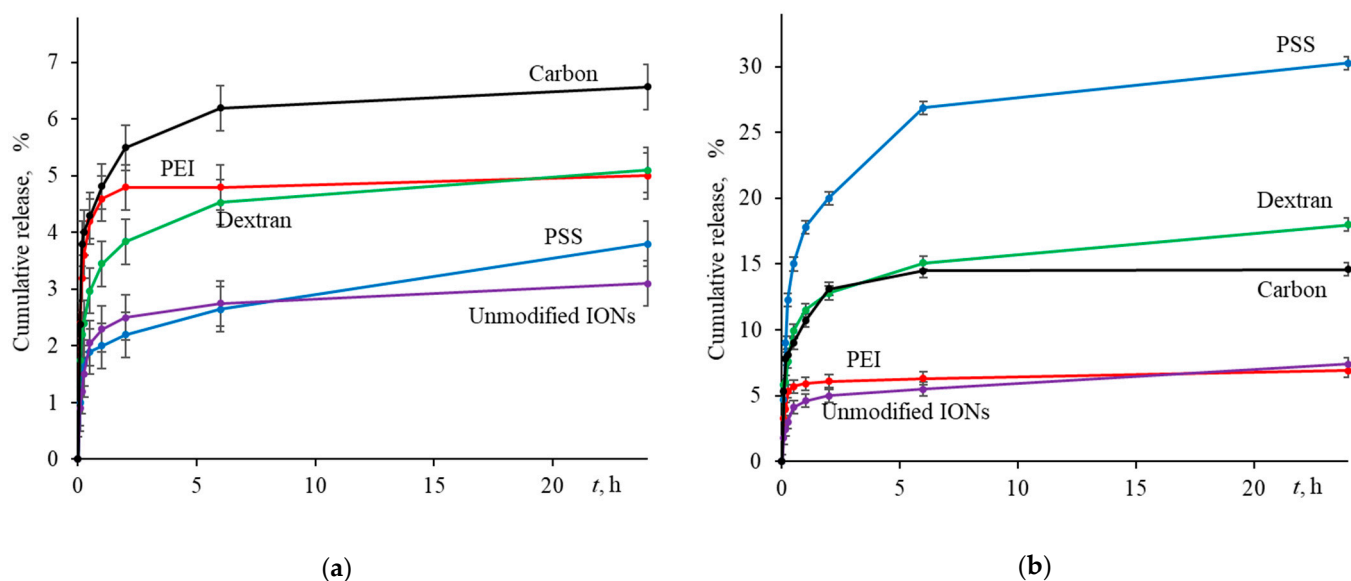 Cumulative release, %
7
6
5
4
3
2
1
0
0
5
10
15
20
t, h
Carbon
PEI
Dextran
PSS
Unmodified IONs
(a)
Cumulative release, %
30
25
20
15
10
5
0
0
5
10
15
20
t, h
PSS
Dextran
Carbon
PEI
Unmodified IONs
(b)